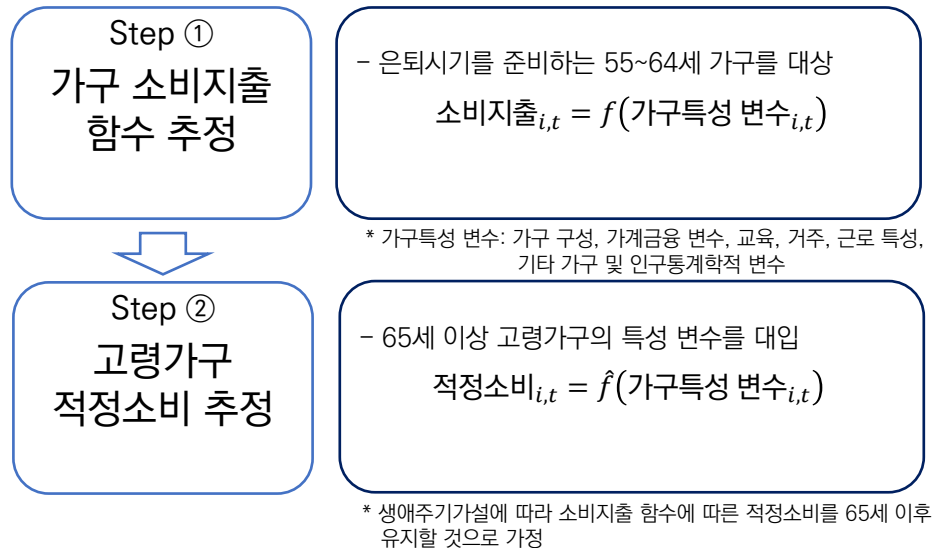 Step ①
가구 소비지출
함수 추정
- 은퇴시기를 준비하는 55~64세 가구를 대상
소비지출_{i,t} = f(가구특성 변수_{i,t})
* 가구특성 변수: 가구 구성, 가계금융 변수, 교육, 거주, 근로 특성,
기타 가구 및 인구통계학적 변수
Step ②
고령가구
적정소비 추정
- 65세 이상 고령가구의 특성 변수를 대입
적정소비_{i,t} = f̂(가구특성 변수_{i,t})
* 생애주기가설에 따라 소비지출 함수에 따른 적정소비를 65세 이후
유지할 것으로 가정